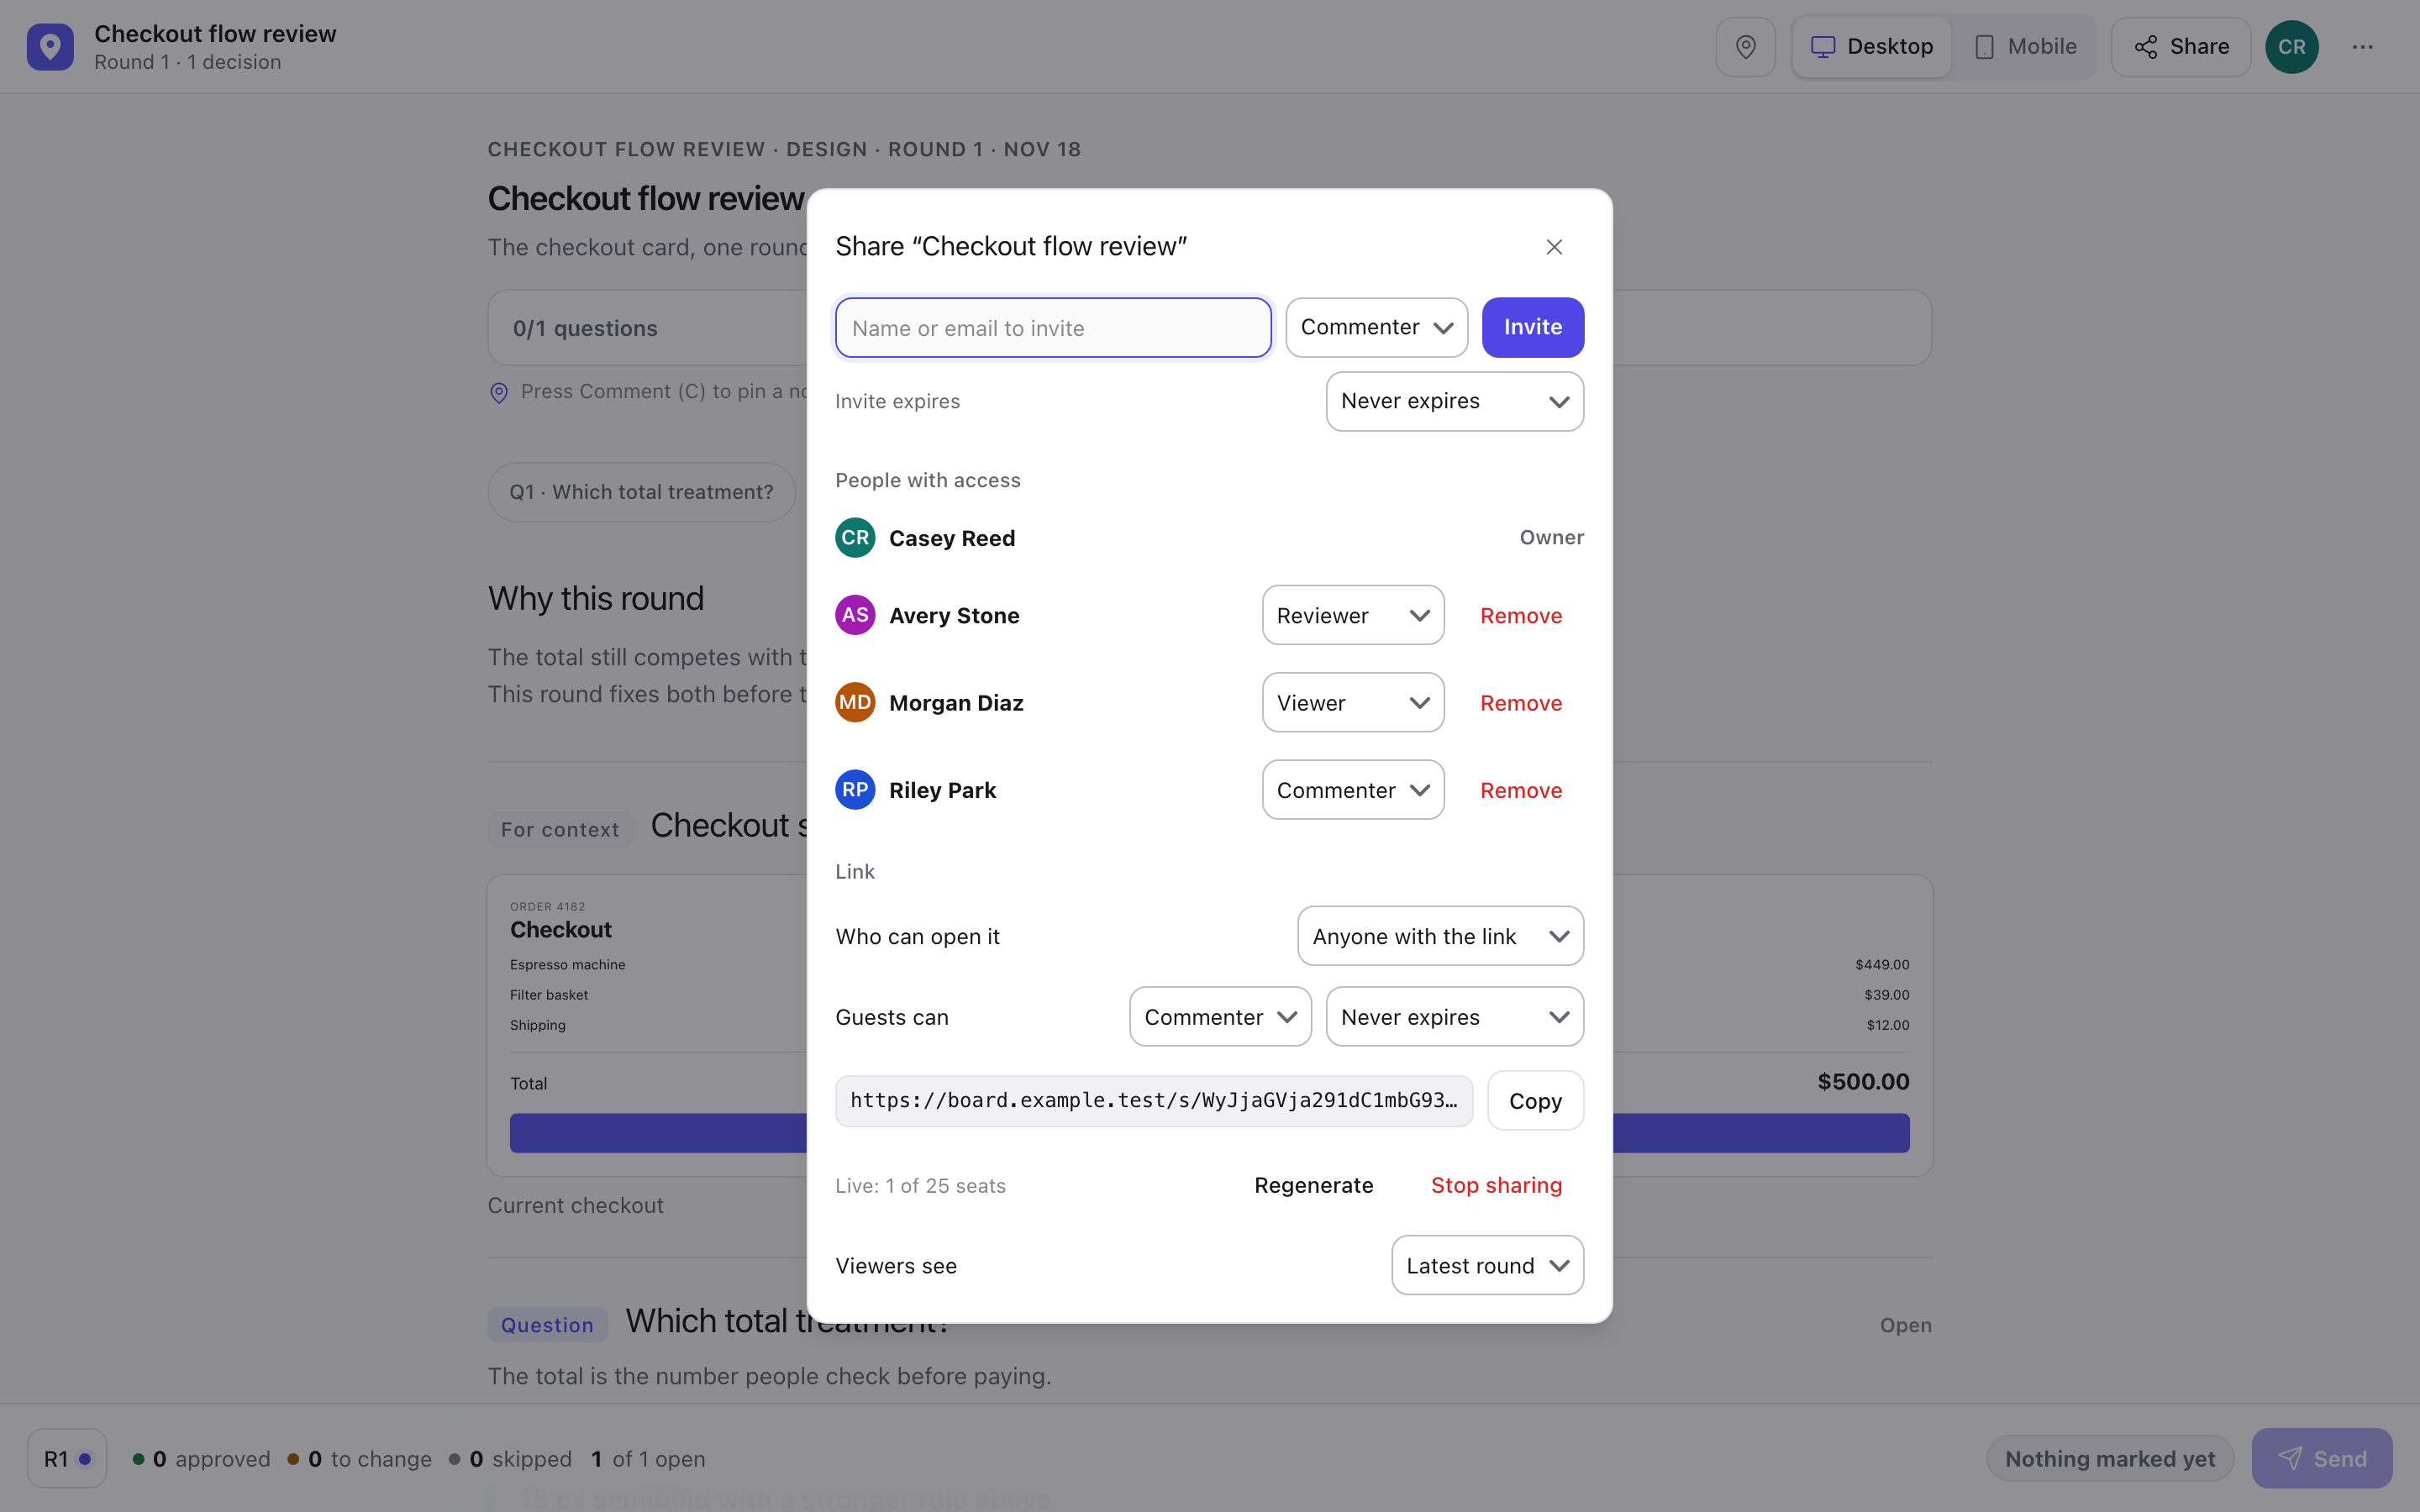 Checkout flow review
Round 1 · 1 decision
Desktop
Mobile
Share
CR
CHECKOUT FLOW REVIEW · DESIGN · ROUND 1 · NOV 18
Checkout flow review
The checkout card, one round
0/1 questions
Press Comment (C) to pin a no
Q1 · Which total treatment?
Why this round
The total still competes with t
This round fixes both before t
For context
Checkout s
ORDER 4182
Checkout
Espresso machine
$449.00
Filter basket
$39.00
Shipping
$12.00
Total
$500.00
Current checkout
Question
Which total treatment?
Open
The total is the number people check before paying.
18 px semibold with a stronger rule above
Share “Checkout flow review”
Name or email to invite
Commenter
Invite
Invite expires
Never expires
People with access
CR
Casey Reed
Owner
AS
Avery Stone
Reviewer
Remove
MD
Morgan Diaz
Viewer
Remove
RP
Riley Park
Commenter
Remove
Link
Who can open it
Anyone with the link
Guests can
Commenter
Never expires
https://board.example.test/s/WyJjaGVja291dC1mbG93…
Copy
Live: 1 of 25 seats
Regenerate
Stop sharing
Viewers see
Latest round
R1
0 approved
0 to change
0 skipped
1 of 1 open
Nothing marked yet
Send